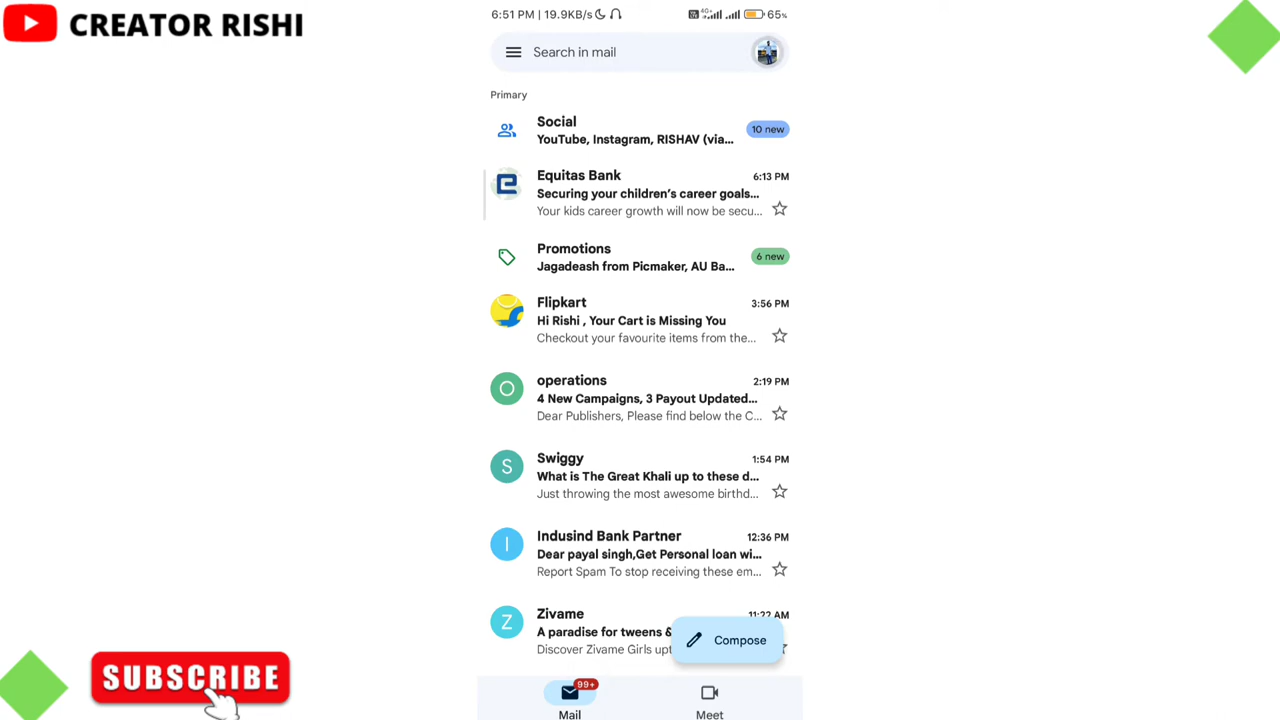 CREATOR RISHI
6:51 PM | 19.9KB/s
4G+
65%
Search in mail
Primary
Social
10 new
YouTube, Instagram, RISHAV (via...
Equitas Bank
6:13 PM
Securing your children's career goals...
Your kids career growth will now be secu...
Promotions
6 new
Jagadeash from Picmaker, AU Ba...
Flipkart
3:56 PM
Hi Rishi , Your Cart is Missing You
Checkout your favourite items from the...
O
operations
2:19 PM
4 New Campaigns, 3 Payout Updated...
Dear Publishers, Please find below the C...
S
Swiggy
1:54 PM
What is The Great Khali up to these d...
Just throwing the most awesome birthd...
I
Indusind Bank Partner
12:36 PM
Dear payal singh,Get Personal loan wi...
Report Spam To stop receiving these em...
Z
Zivame
11:22 AM
A paradise for tweens &
Discover Zivame Girls upt
Compose
SUBSCRIBE
99+
Mail
Meet